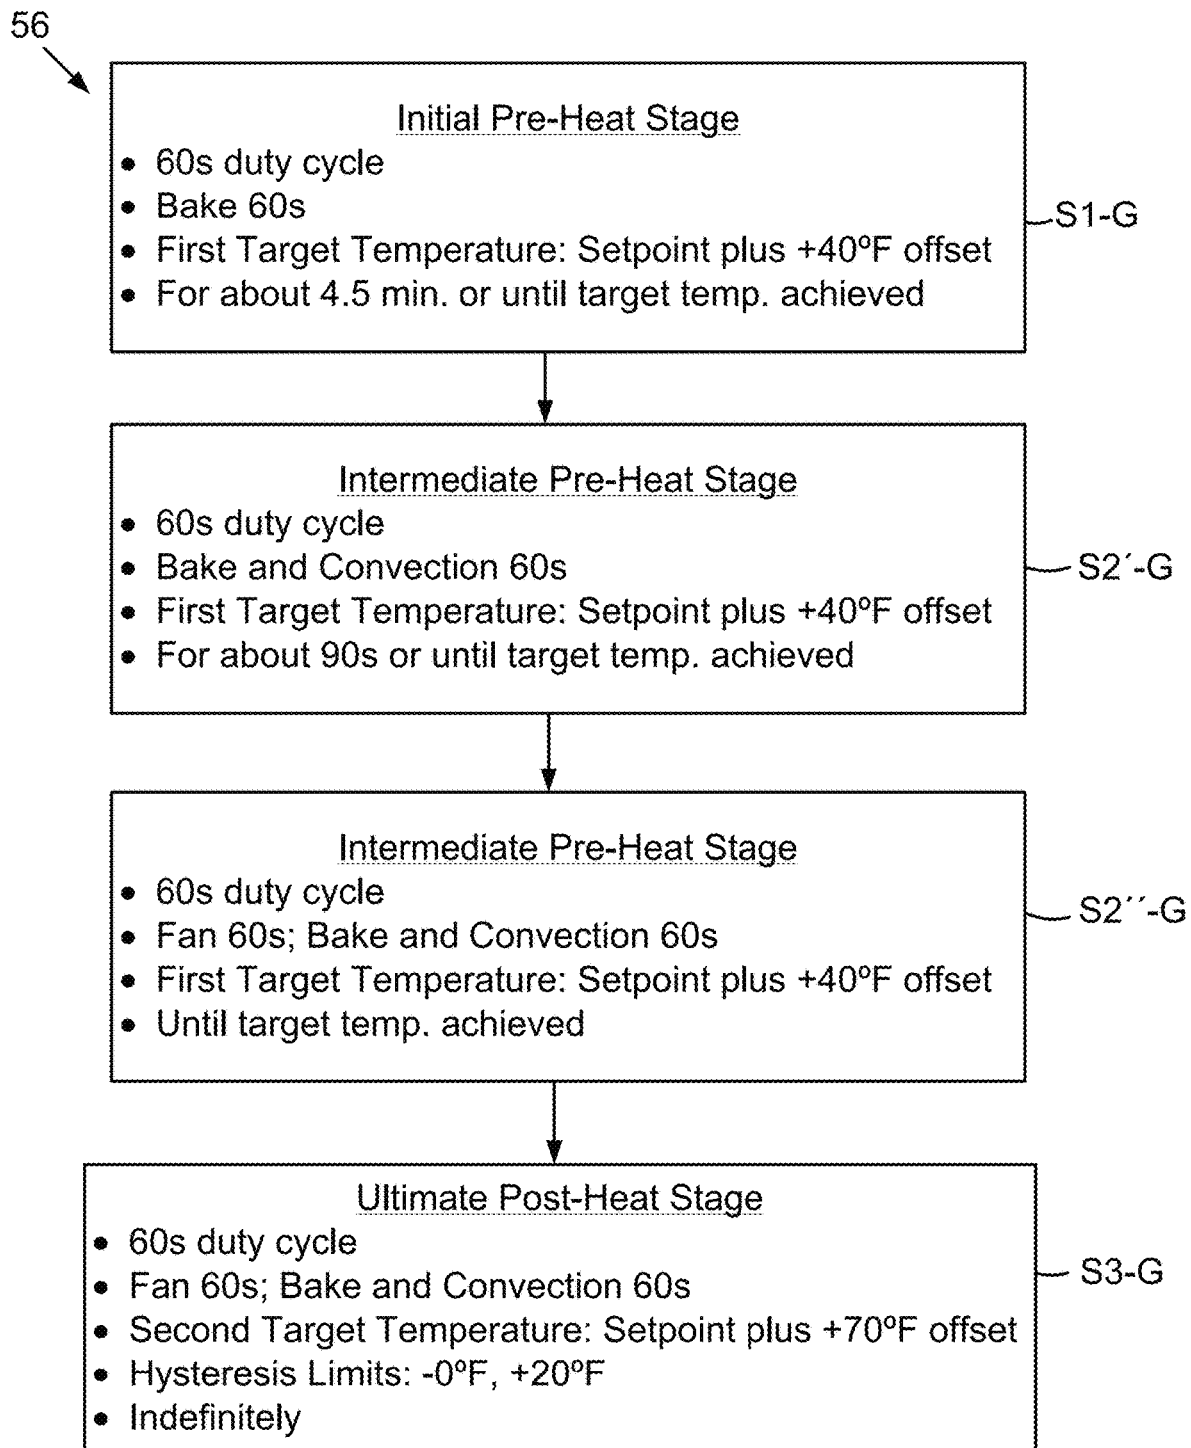 56
Initial Pre-Heat Stage
• 60s duty cycle
• Bake 60s
• First Target Temperature: Setpoint plus +40ºF offset
• For about 4.5 min. or until target temp. achieved
S1-G
Intermediate Pre-Heat Stage
• 60s duty cycle
• Bake and Convection 60s
• First Target Temperature: Setpoint plus +40ºF offset
• For about 90s or until target temp. achieved
S2´-G
Intermediate Pre-Heat Stage
• 60s duty cycle
• Fan 60s; Bake and Convection 60s
• First Target Temperature: Setpoint plus +40ºF offset
• Until target temp. achieved
S2´´-G
Ultimate Post-Heat Stage
• 60s duty cycle
• Fan 60s; Bake and Convection 60s
• Second Target Temperature: Setpoint plus +70ºF offset
• Hysteresis Limits: -0ºF, +20ºF
• Indefinitely
S3-G